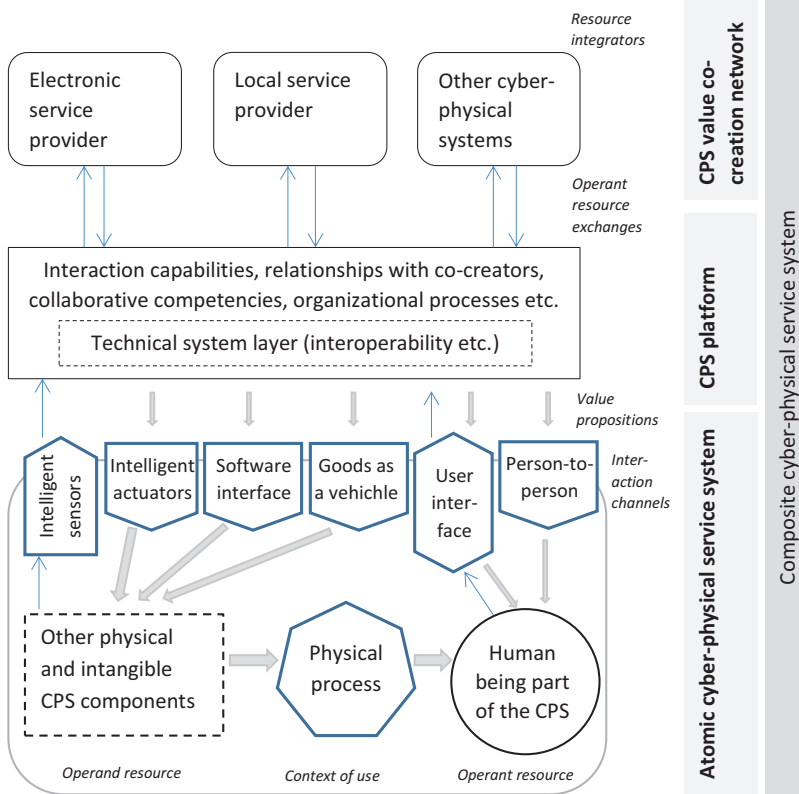 Resource
integrators
Electronic
service
provider
Local service
provider
Other cyber-
physical
systems
Operant
resource
exchanges
Interaction capabilities, relationships with co-creators,
collaborative competencies, organizational processes etc.
Technical system layer (interoperability etc.)
Value
propositions
Intelligent
sensors
Intelligent
actuators
Software
interface
Goods as
a vehichle
User
inter-
face
Person-to-
person
Inter-
action
channels
Other physical
and intangible
CPS components
Physical
process
Human
being part
of the CPS
Operand resource
Context of use
Operant resource
CPS value co-
creation network
CPS platform
Atomic cyber-physical service system
Composite cyber-physical service system